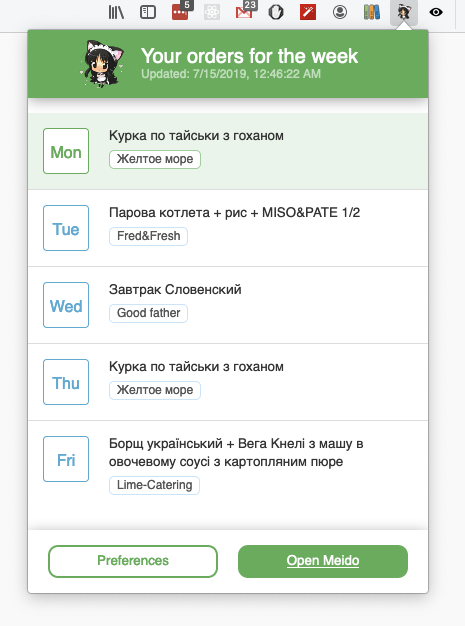 5
23
Your orders for the week
Updated: 7/15/2019, 12:46:22 AM
Mon
Курка по тайськи з гоханом
Желтое море
Tue
Парова котлета + рис + MISO&PATE 1/2
Fred&Fresh
Wed
Завтрак Словенский
Good father
Thu
Курка по тайськи з гоханом
Желтое море
Fri
Борщ український + Вега Кнелі з машу в
овочевому соусі з картопляним пюре
Lime-Catering
Preferences
Open Meido